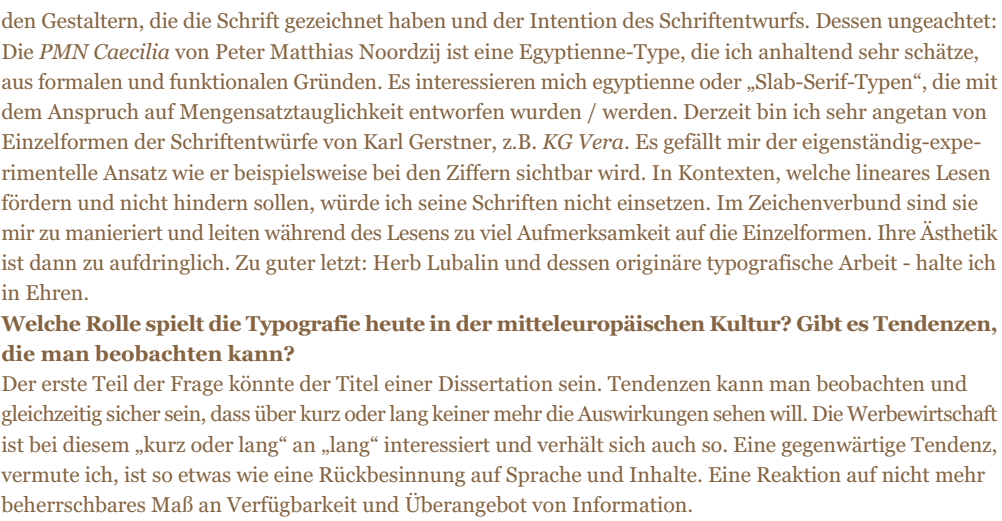 den Gestaltern, die die Schrift gezeichnet haben und der Intention des Schriftentwurfs. Dessen ungeachtet:
Die PMN Caecilia von Peter Matthias Noordzij ist eine Egyptienne-Type, die ich anhaltend sehr schätze,
aus formalen und funktionalen Gründen. Es interessieren mich egyptienne oder „Slab-Serif-Typen“, die mit
dem Anspruch auf Mengensatztauglichkeit entworfen wurden / werden. Derzeit bin ich sehr angetan von
Einzelformen der Schriftentwürfe von Karl Gerstner, z.B. KG Vera. Es gefällt mir der eigenständig-expe-
rimentelle Ansatz wie er beispielsweise bei den Ziffern sichtbar wird. In Kontexten, welche lineares Lesen
fördern und nicht hindern sollen, würde ich seine Schriften nicht einsetzen. Im Zeichenverbund sind sie
mir zu manieriert und leiten während des Lesens zu viel Aufmerksamkeit auf die Einzelformen. Ihre Ästhetik
ist dann zu aufdringlich. Zu guter letzt: Herb Lubalin und dessen originäre typografische Arbeit - halte ich
in Ehren.
Welche Rolle spielt die Typografie heute in der mitteleuropäischen Kultur? Gibt es Tendenzen,
die man beobachten kann?
Der erste Teil der Frage könnte der Titel einer Dissertation sein. Tendenzen kann man beobachten und
gleichzeitig sicher sein, dass über kurz oder lang keiner mehr die Auswirkungen sehen will. Die Werbewirtschaft
ist bei diesem „kurz oder lang“ an „lang“ interessiert und verhält sich auch so. Eine gegenwärtige Tendenz,
vermute ich, ist so etwas wie eine Rückbesinnung auf Sprache und Inhalte. Eine Reaktion auf nicht mehr
beherrschbares Maß an Verfügbarkeit und Überangebot von Information.